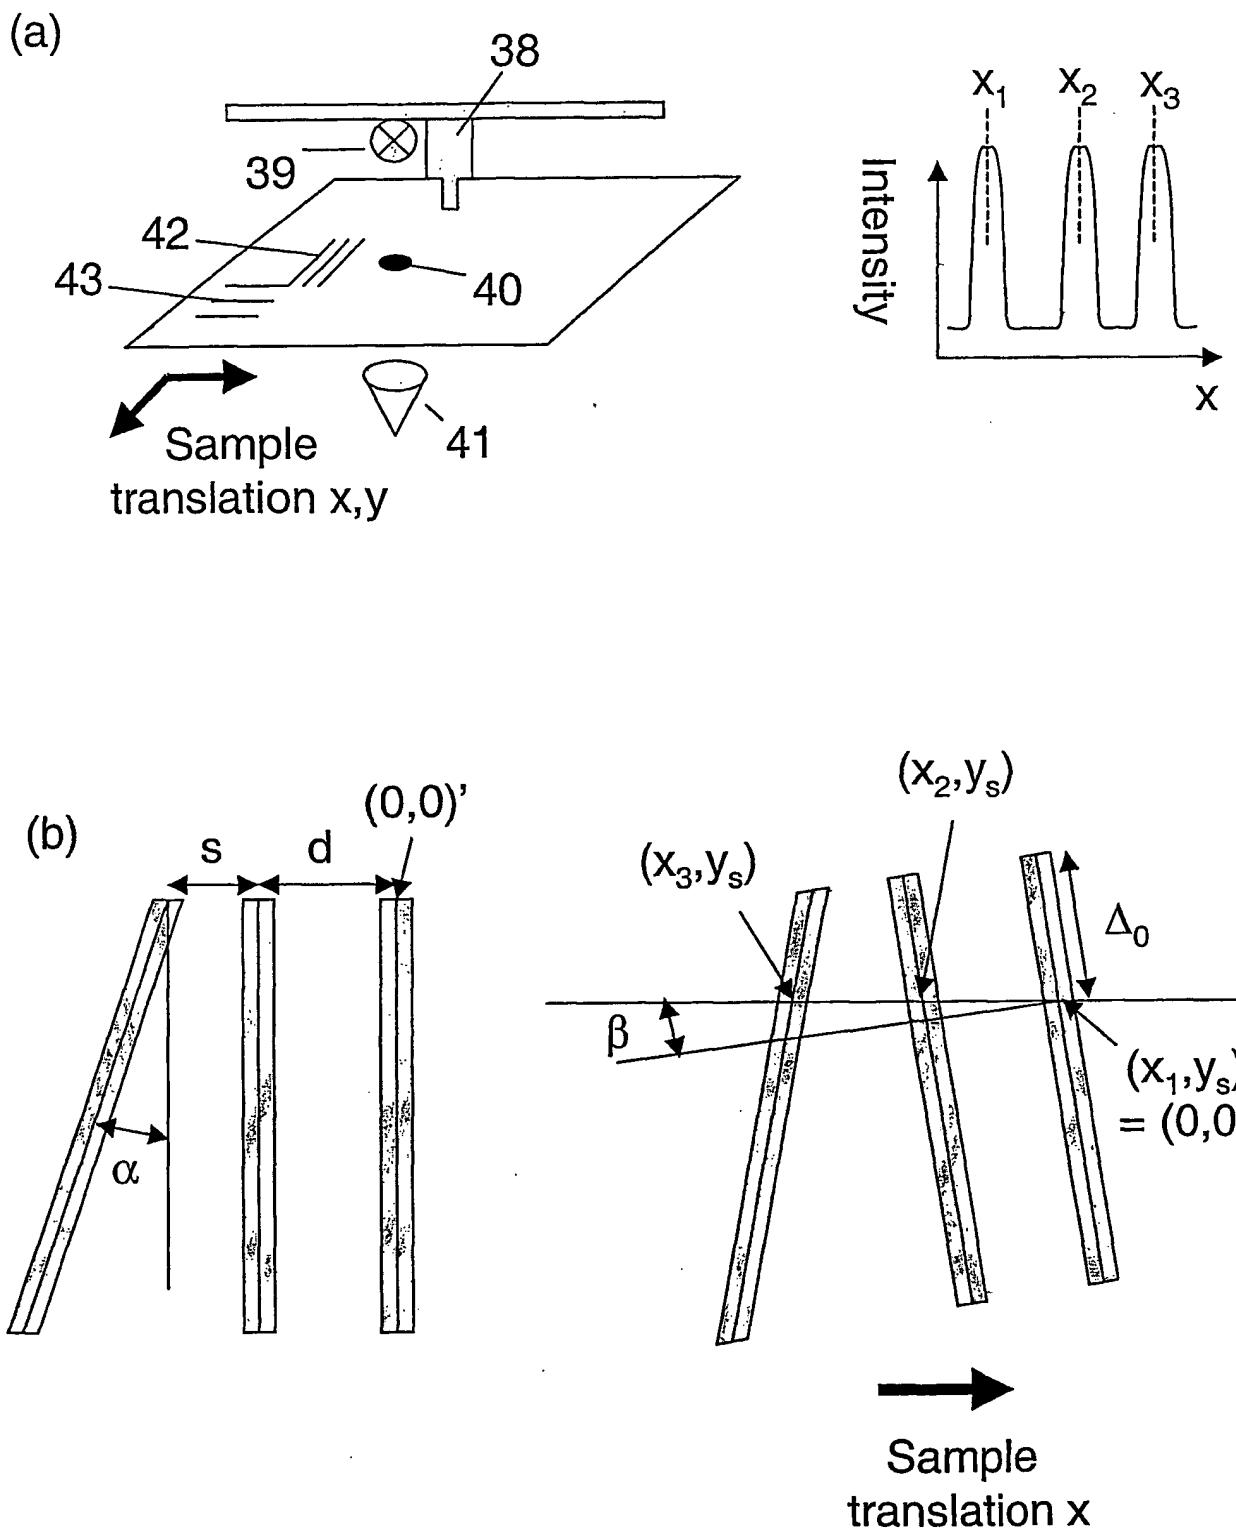 (a)
38
39
42
43
40
41
Sample
translation x,y
x1 x2 x3
Intensity
x
(b)
s
d
(0,0)’
α
(x3,ys)
(x2,ys)
Δ0
β
(x1,ys)
= (0,0
Sample
translation x